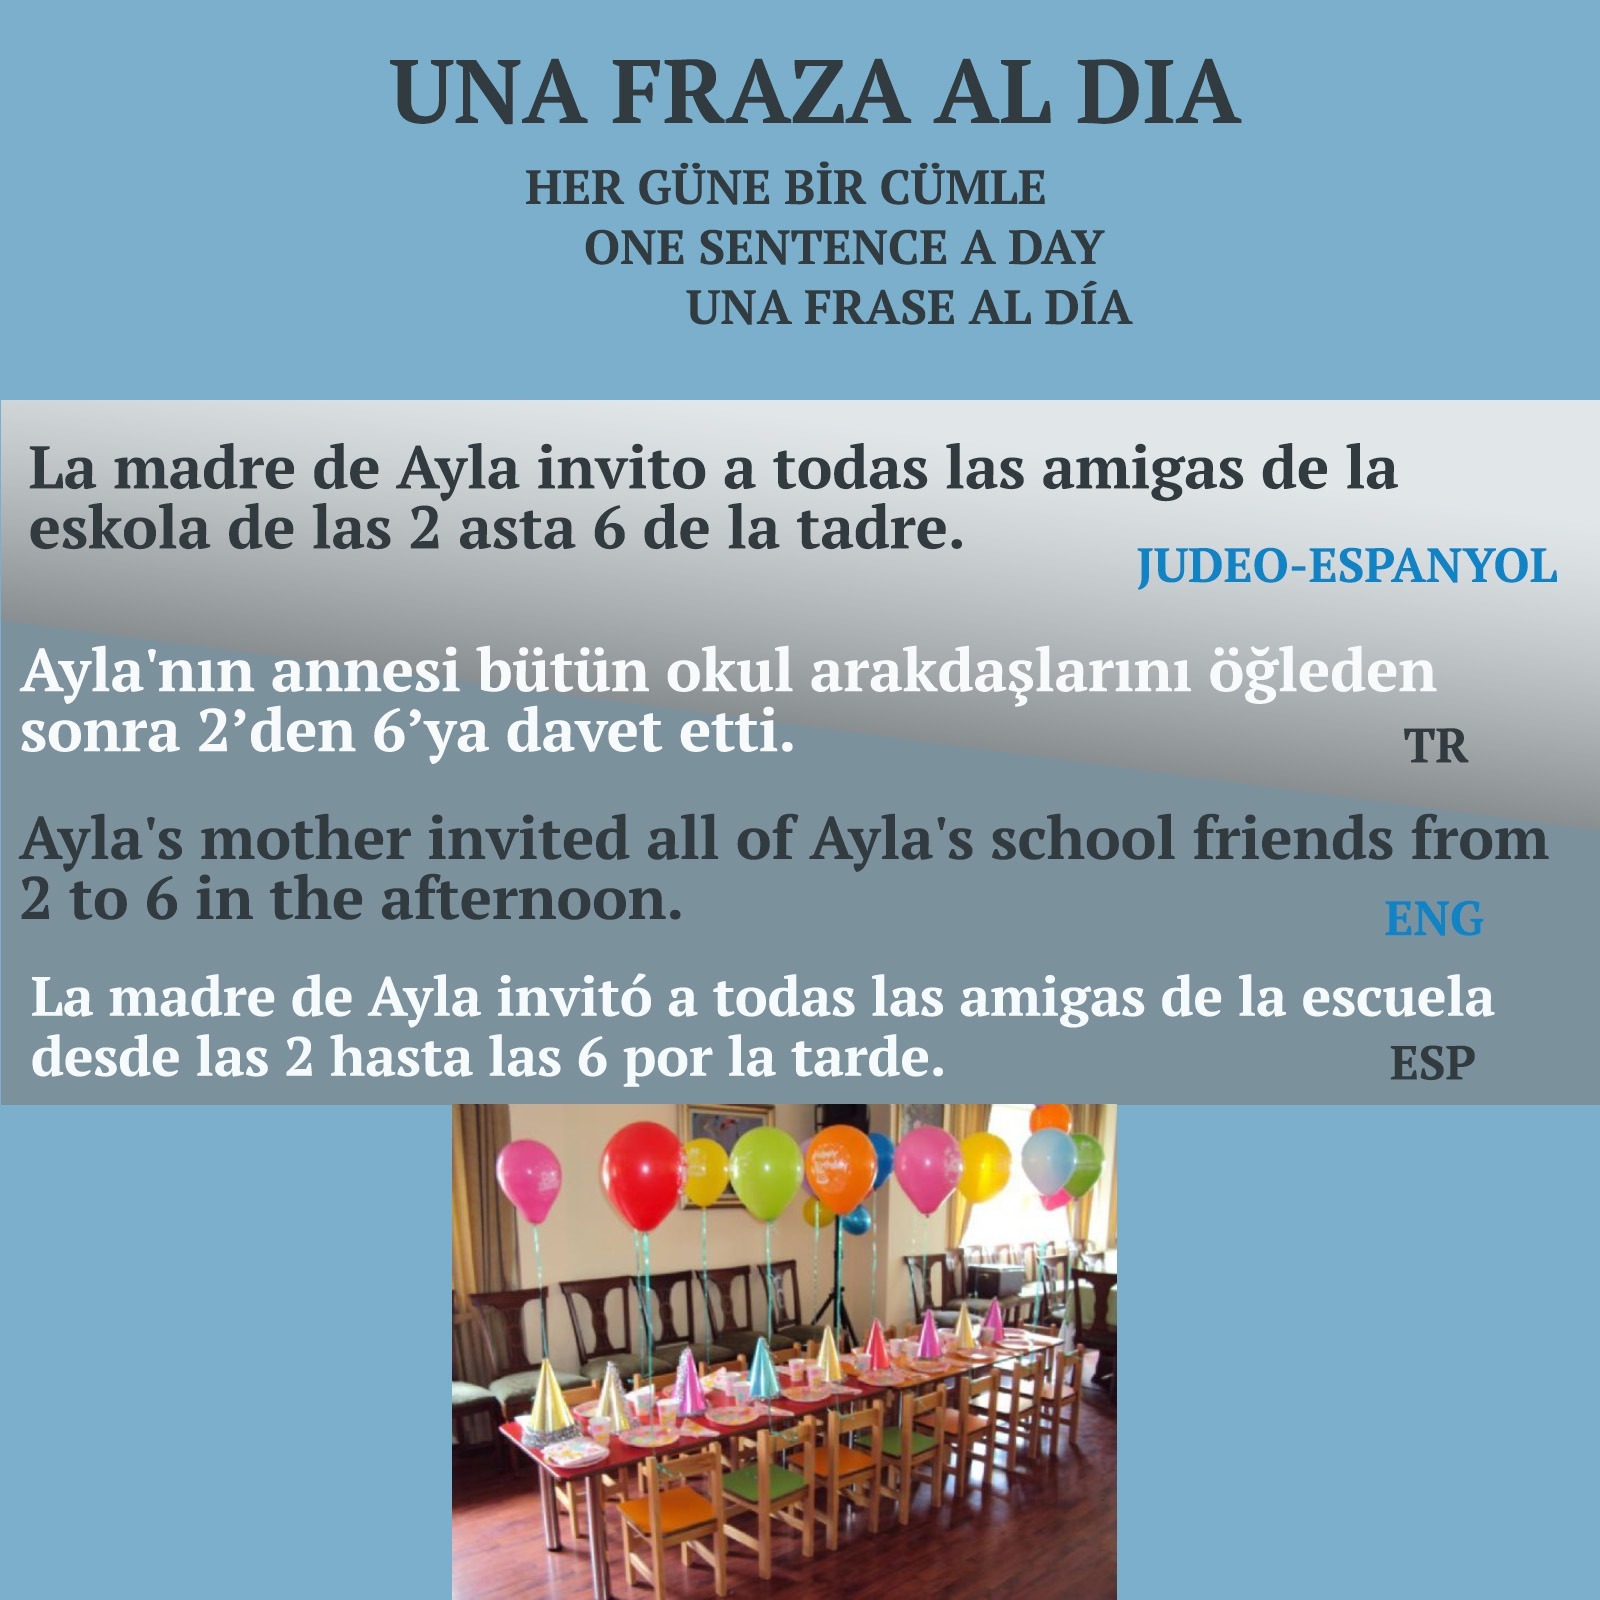 UNA FRAZA AL DIA
HER GÜNE BİR CÜMLE
ONE SENTENCE A DAY
UNA FRASE AL DÍA
La madre de Ayla invito a todas las amigas de la
eskola de las 2 asta 6 de la tadre.
JUDEO-ESPANYOL
Ayla'nın annesi bütün okul arakdaşlarını öğleden
sonra 2’den 6’ya davet etti.
TR
Ayla's mother invited all of Ayla's school friends from
2 to 6 in the afternoon.
ENG
La madre de Ayla invitó a todas las amigas de la escuela
desde las 2 hasta las 6 por la tarde.
ESP